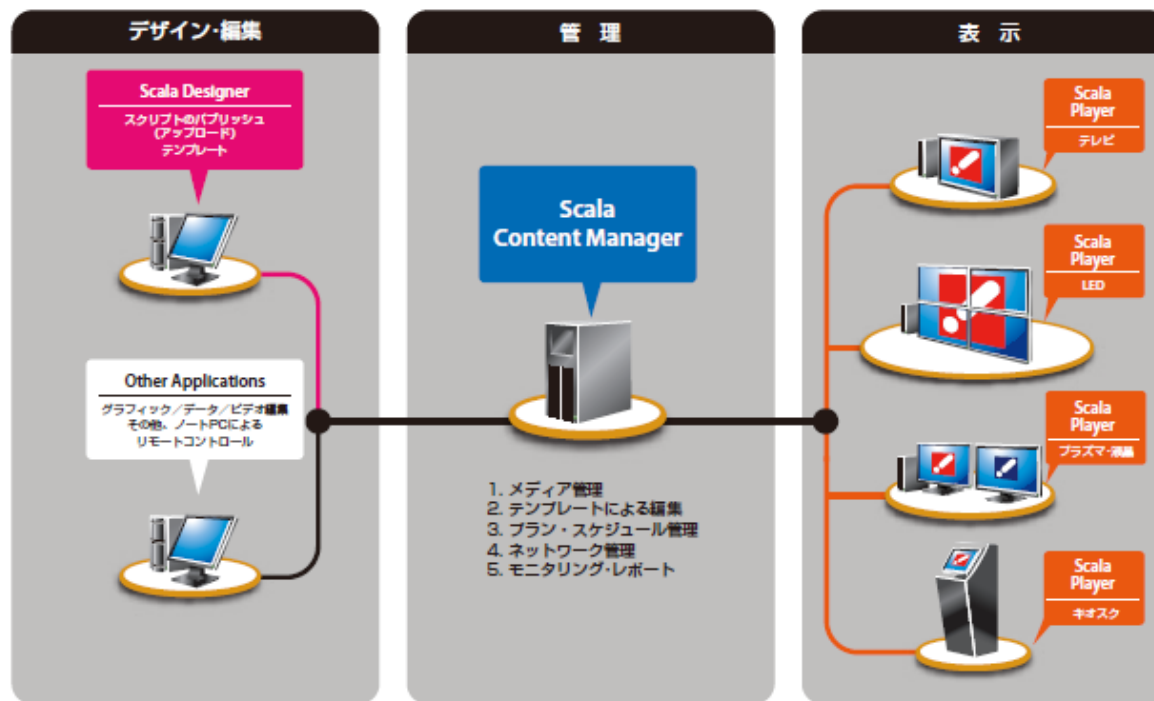 デザイン・編集
Scala Designer
スクリプトのパブリッシュ
(アップロード)
テンプレート
Other Applications
グラフィック／データ／ビデオ編集
その他、ノートPCによる
リモートコントロール
管 理
Scala
Content Manager
1. メディア管理
2. テンプレートによる編集
3. プラン・スケジュール管理
4. ネットワーク管理
5. モニタリング・レポート
表 示
Scala
Player
テレビ
Scala
Player
LED
Scala
Player
プラズマ・液晶
Scala
Player
キオスク